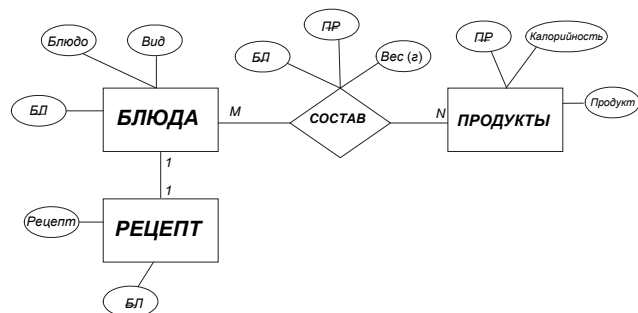 ПР
Блюдо
Вид
БЛ
Вес (г)
ПР
Калорийность
БЛ
БЛЮДА
M
СОСТАВ
N
ПРОДУКТЫ
Продукт
1
1
Рецепт
РЕЦЕПТ
БЛ